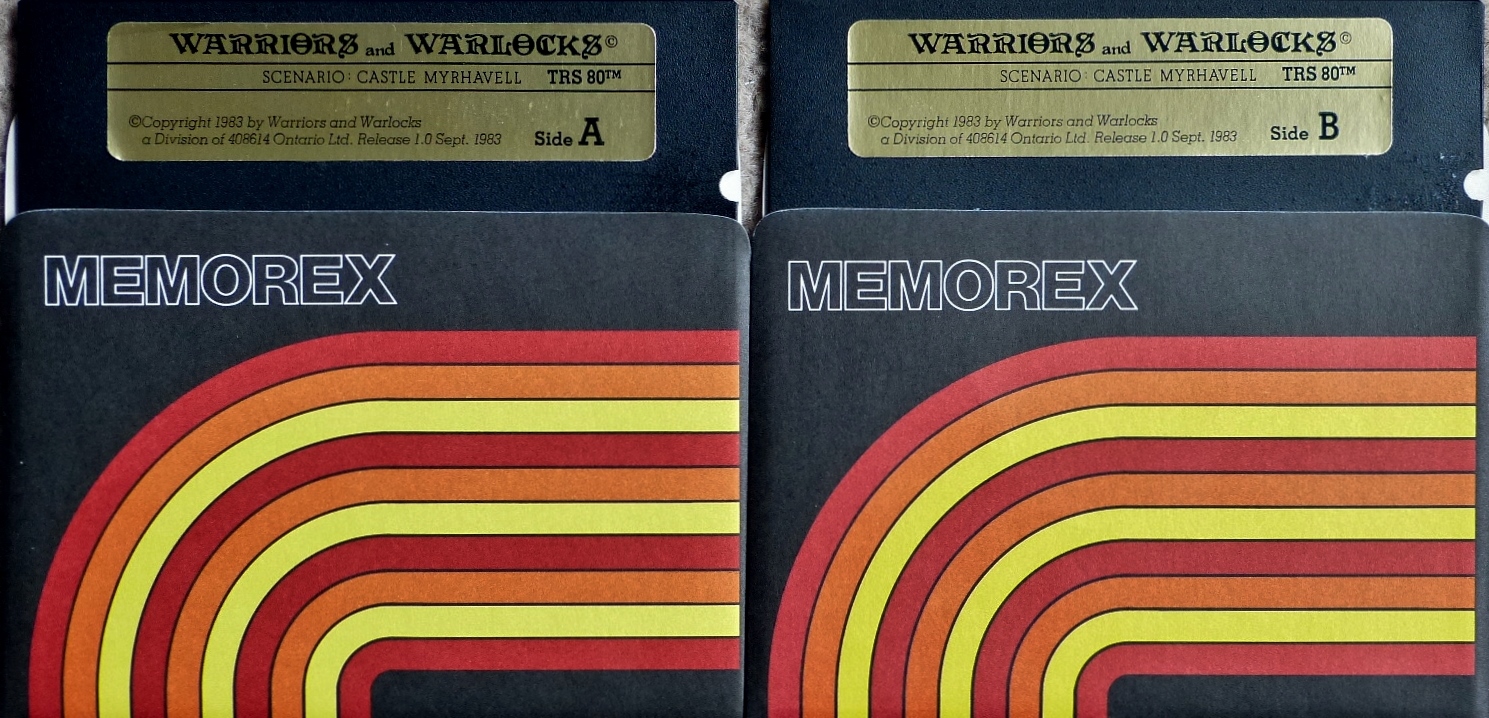 WARRIORS and WARLOCKS©
SCENARIO: CASTLE MYRHAVELL TRS 80™
©Copyright 1983 by Warriors and Warlocks
a Division of 408614 Ontario Ltd. Release 1.0 Sept. 1983 Side A
MEMOREX
WARRIORS and WARLOCKS©
SCENARIO: CASTLE MYRHAVELL TRS 80™
©Copyright 1983 by Warriors and Warlocks
a Division of 408614 Ontario Ltd. Release 1.0 Sept. 1983 Side B
MEMOREX